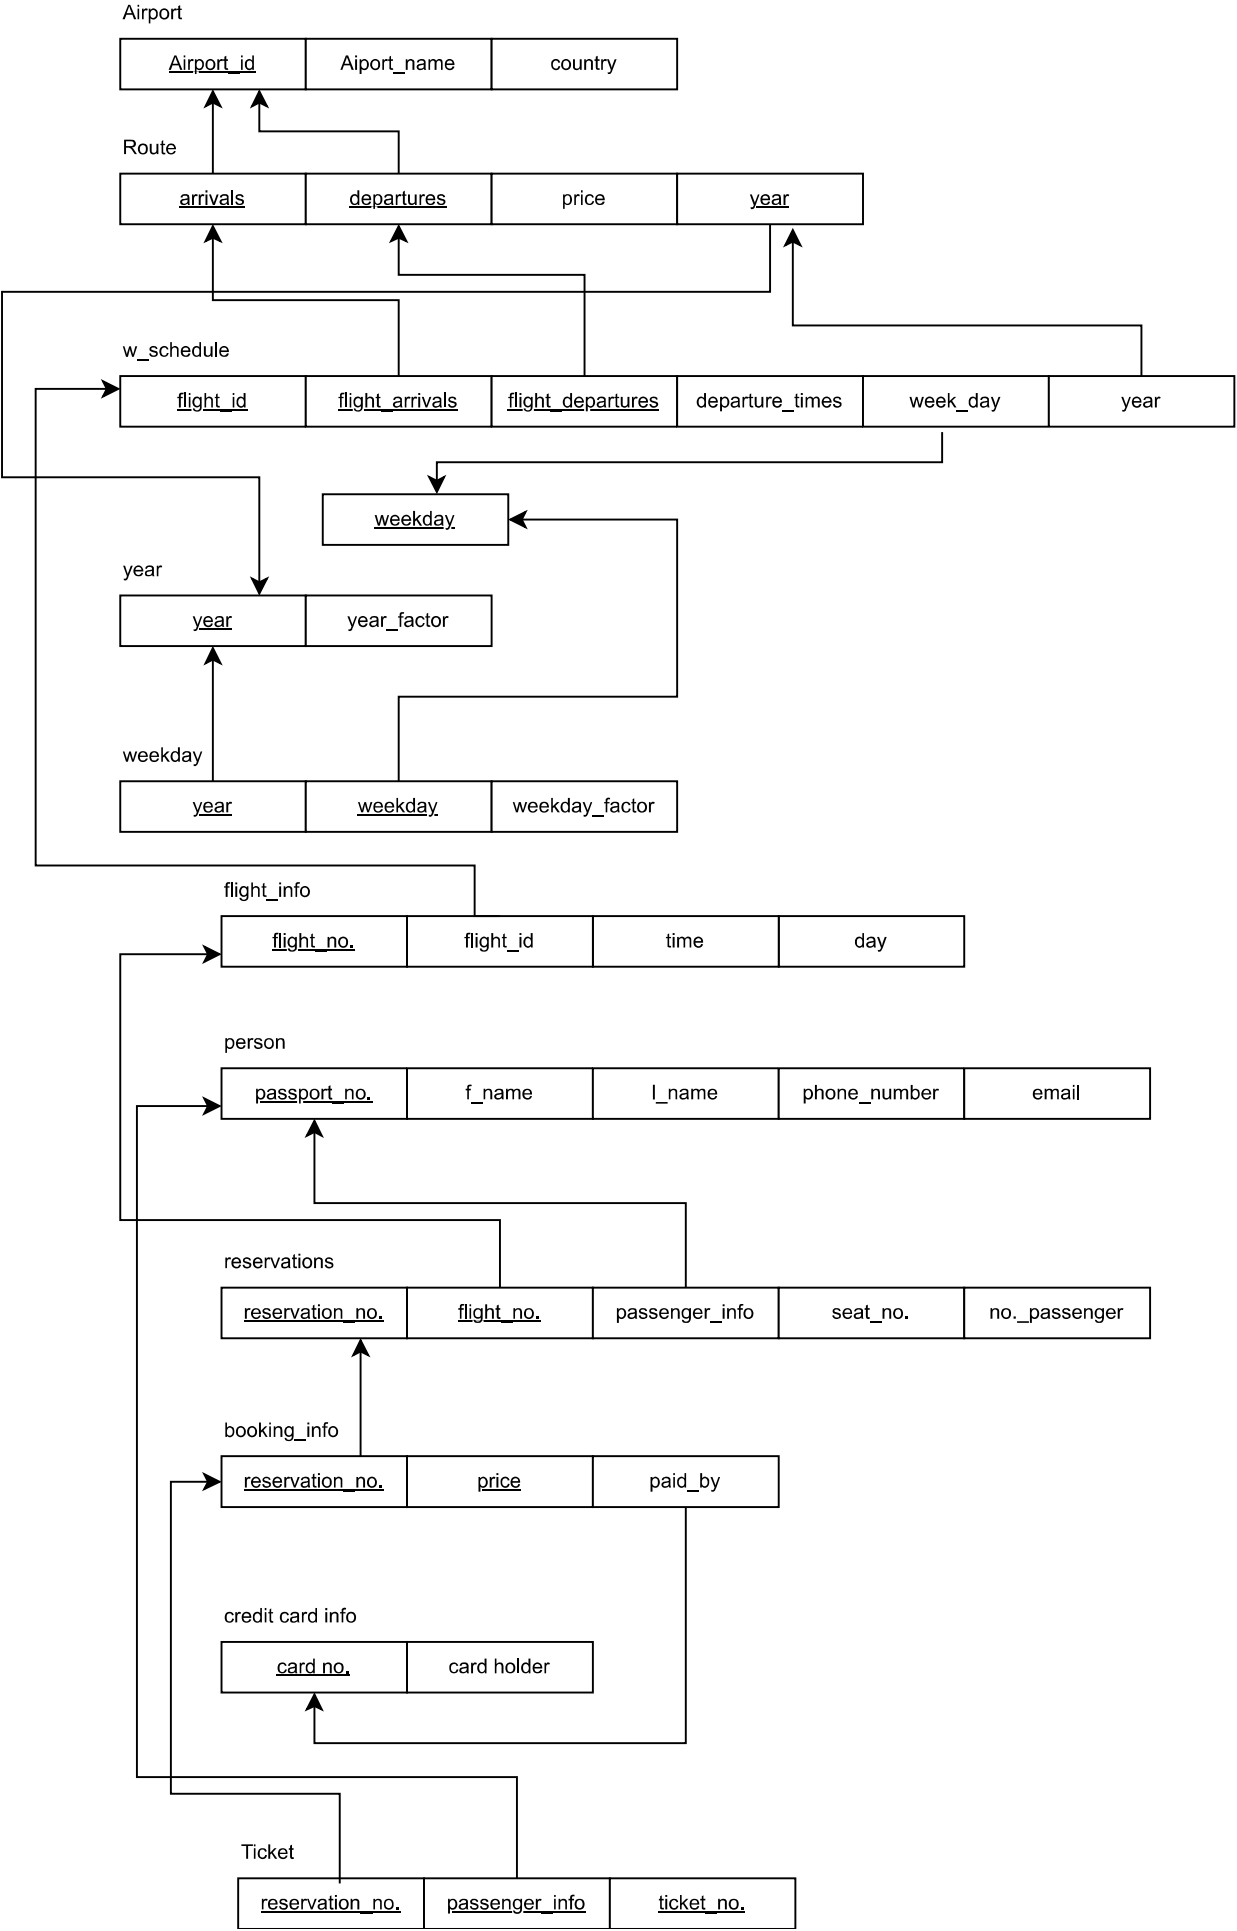 Airport
Airport_id Aiport_name country
Route
arrivals departures price year
w_schedule
flight_id flight_arrivals flight_departures departure_times week_day year
weekday
year
year year_factor
weekday
year weekday weekday_factor
flight_info
flight_no. flight_id time day
person
passport_no. f_name l_name phone_number email
reservations
reservation_no. flight_no. passenger_info seat_no. no._passenger
booking_info
reservation_no. price paid_by
credit card info
card no. card holder
Ticket
reservation_no. passenger_info ticket_no.